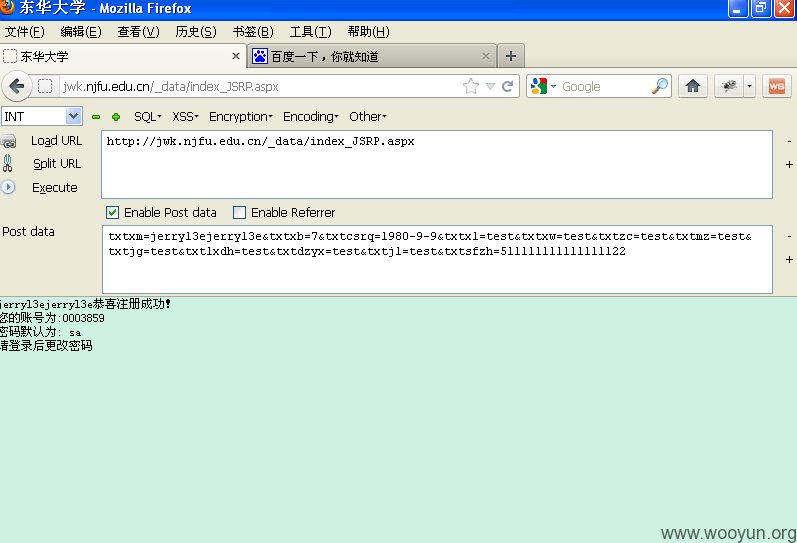 东华大学 - Mozilla Firefox
文件(F) 编辑(E) 查看(V) 历史(S) 书签(B) 工具(T) 帮助(H)
东华大学 百度一下，你就知道
jwk.njfu.edu.cn/_data/index_JSRP.aspx Google
INT SQL XSS Encryption Encoding Other
Load URL http://jwk.njfu.edu.cn/_data/index_JSRP.aspx
Split URL
Execute
Enable Post data Enable Referrer
Post data txtxm=jerryl3ejerryl3e&txtxb=7&txtcsrq=1980-9-9&txtxl=test&txtxw=test&txtzc=test&txtmz=test&
txtjg=test&txtlxdh=test&txtdzyx=test&txtjl=test&txtsfzh=
jerryl3ejerryl3e恭喜注册成功！
您的账号为:0003859
密码默认为: sa
请登录后更改密码
www.wooyun.org